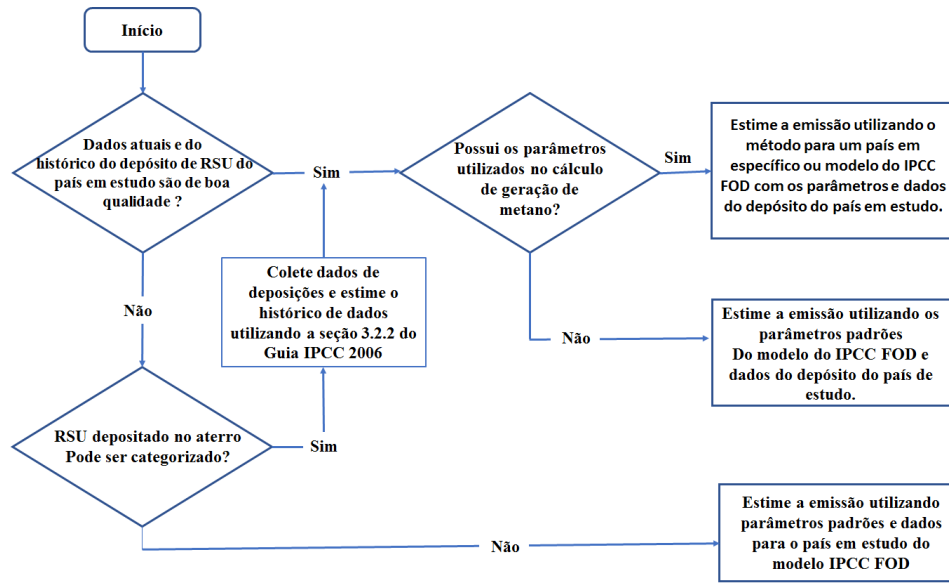 Início
Dados atuais e do
histórico do depósito de RSU do
país em estudo são de boa
qualidade ?
Sim
Possui os parâmetros
utilizados no cálculo
de geração de
metano?
Sim
Estime a emissão utilizando o
método para um país em
específico ou modelo do IPCC
FOD com os parâmetros e dados
do depósito do país em estudo.
Não
Colete dados de
deposições e estime o
histórico de dados
utilizando a seção 3.2.2 do
Guia IPCC 2006
Não
Estime a emissão utilizando os
parâmetros padrões
Do modelo do IPCC FOD e
dados do depósito do país de
estudo.
RSU depositado no aterro
Pode ser categorizado?
Sim
Não
Estime a emissão utilizando
parâmetros padrões e dados
para o país em estudo do
modelo IPCC FOD